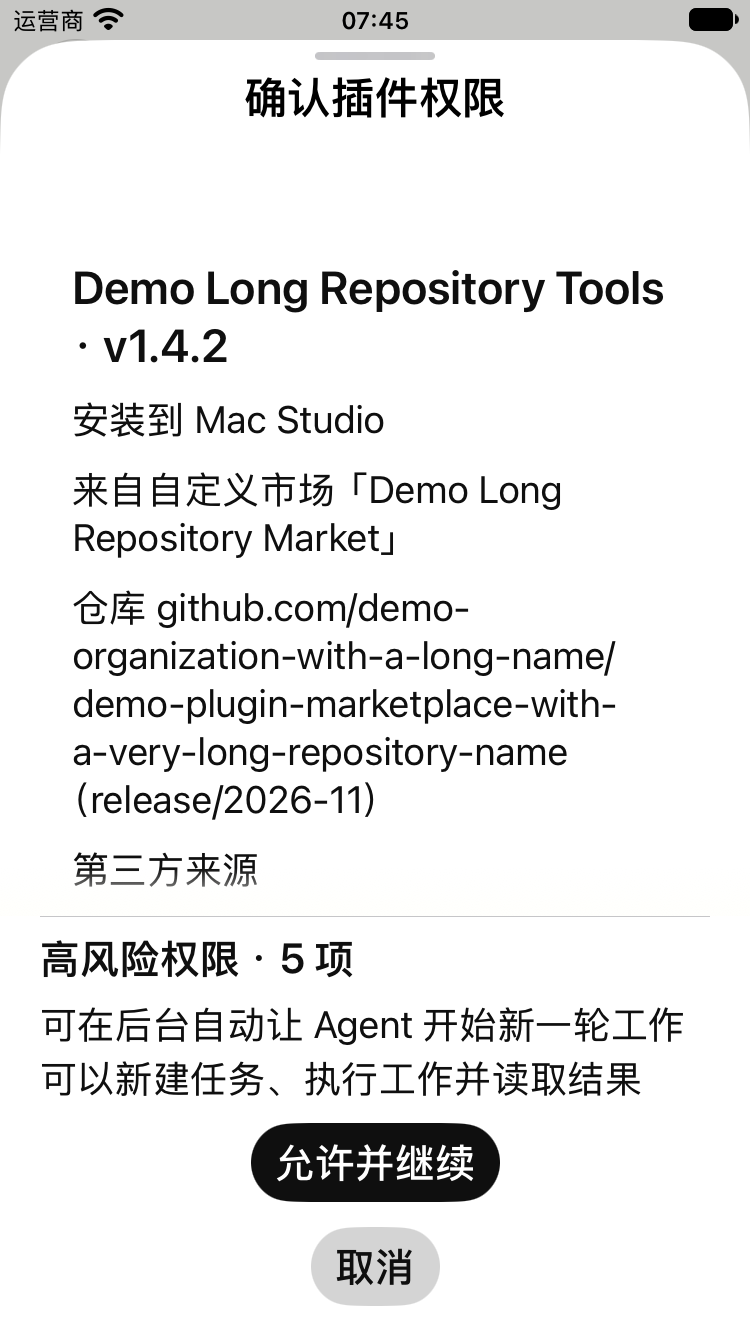 运营商
07:45
确认插件权限
Demo Long Repository Tools
· v1.4.2
安装到 Mac Studio
来自自定义市场「Demo Long
Repository Market」
仓库 github.com/demo-
organization-with-a-long-name/
demo-plugin-marketplace-with-
a-very-long-repository-name
(release/2026-11)
第三方来源
高风险权限 · 5 项
可在后台自动让 Agent 开始新一轮工作
可以新建任务、执行工作并读取结果
允许并继续
取消